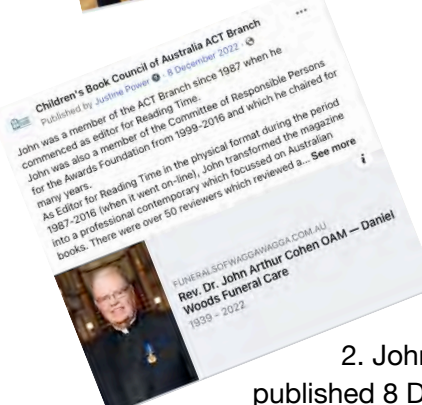 Children's Book Council of Australia ACT Branch
Published by Justine Power · 8 December 2022 ·
John was a member of the ACT Branch since 1987 when he
commenced as editor for Reading Time.
John was also a member of the Committee of Responsible Persons
for the Awards Foundation from 1999-2016 and which he chaired for
many years.
As Editor for Reading Time in the physical format during the period
1987-2016 (when it went on-line), John transformed the magazine
into a professional contemporary which focussed on Australian
books. There were over 50 reviewers which reviewed a... See more
FUNERALSOFWAGGAWAGGA.COM.AU
Rev. Dr. John Arthur Cohen OAM — Daniel
Woods Funeral Care
1939 - 2022
2. John
published 8 D